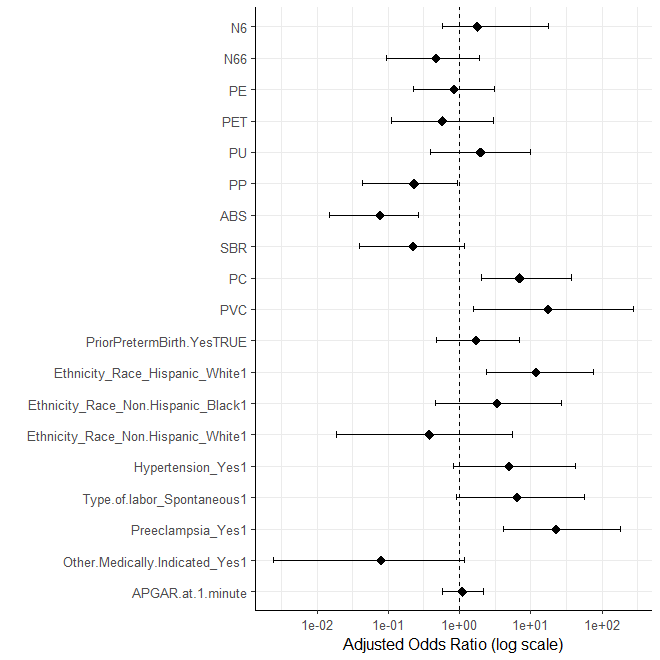 N6
N66
PE
PET
PU
PP
ABS
SBR
PC
PVC
PriorPretermBirth.YesTRUE
Ethnicity_Race_Hispanic_White1
Ethnicity_Race_Non.Hispanic_Black1
Ethnicity_Race_Non.Hispanic_White1
Hypertension_Yes1
Type.of.labor_Spontaneous1
Preeclampsia_Yes1
Other.Medically.Indicated_Yes1
APGAR.at.1.minute
1e-02 1e-01 1e+00 1e+01 1e+02
Adjusted Odds Ratio (log scale)